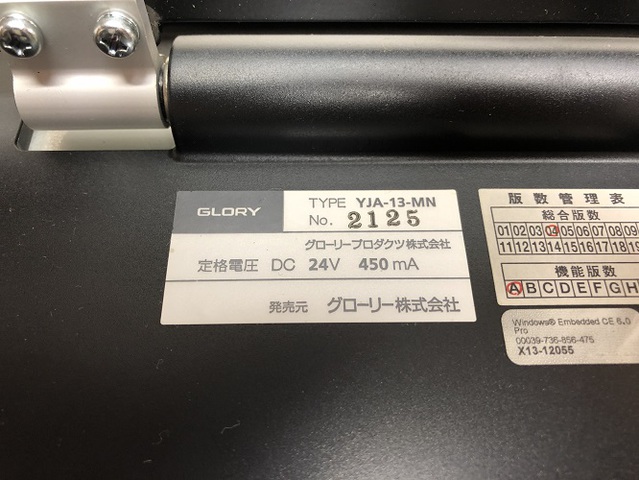 GLORY
TYPE YJA-13-MN
No. 2125
グローリープロダクツ株式会社
定格電圧 DC 24V 450mA
発売元 グローリー株式会社
版数管理表
総合版数
01 02 03 04 05 06 07 08 09
11 12 13 14 15 16 17 18 19
機能版数
A B C D E F G H
Windows® Embedded CE 6.0
Pro
00039-736-856-475
X13-12055